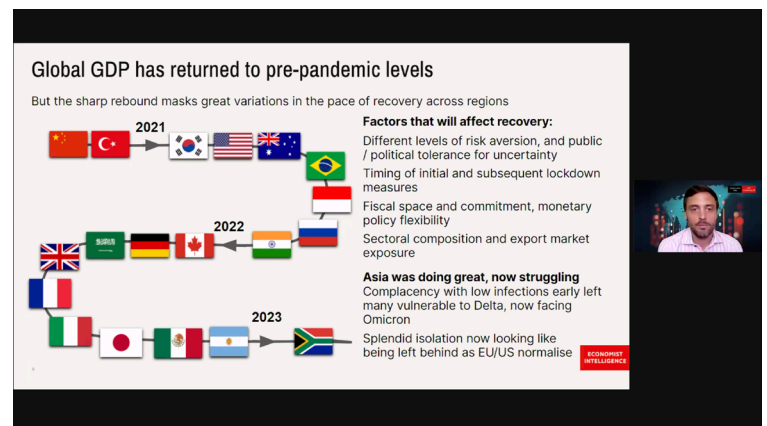 Global GDP has returned to pre-pandemic levels
But the sharp rebound masks great variations in the pace of recovery across regions
2021
2022
2023
Factors that will affect recovery:
Different levels of risk aversion, and public
/ political tolerance for uncertainty
Timing of initial and subsequent lockdown
measures
Fiscal space and commitment, monetary
policy flexibility
Sectoral composition and export market
exposure
Asia was doing great, now struggling
Complacency with low infections early left
many vulnerable to Delta, now facing
Omicron
Splendid isolation now looking like
being left behind as EU/US normalise
ECONOMIST
INTELLIGENCE